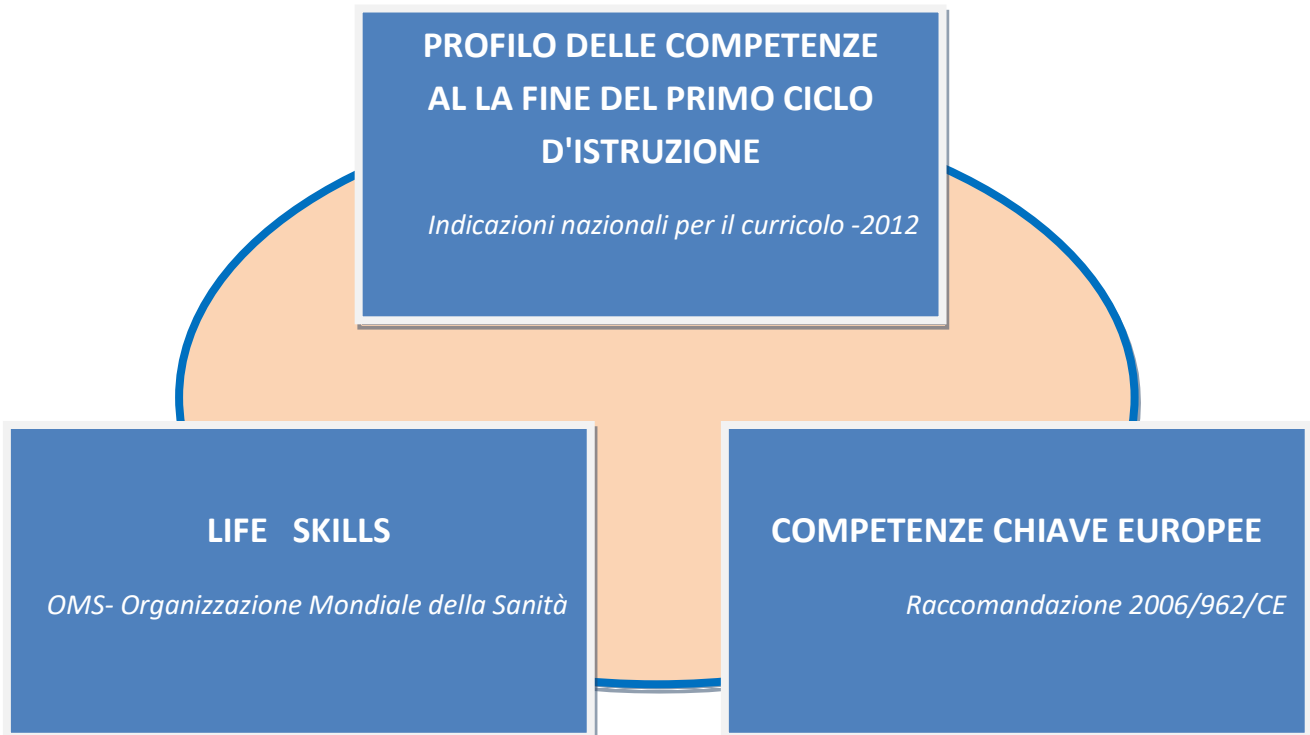 PROFILO DELLE COMPETENZE
AL LA FINE DEL PRIMO CICLO
D'ISTRUZIONE
Indicazioni nazionali per il curricolo -2012
LIFE SKILLS
OMS- Organizzazione Mondiale della Sanità
COMPETENZE CHIAVE EUROPEE
Raccomandazione 2006/962/CE